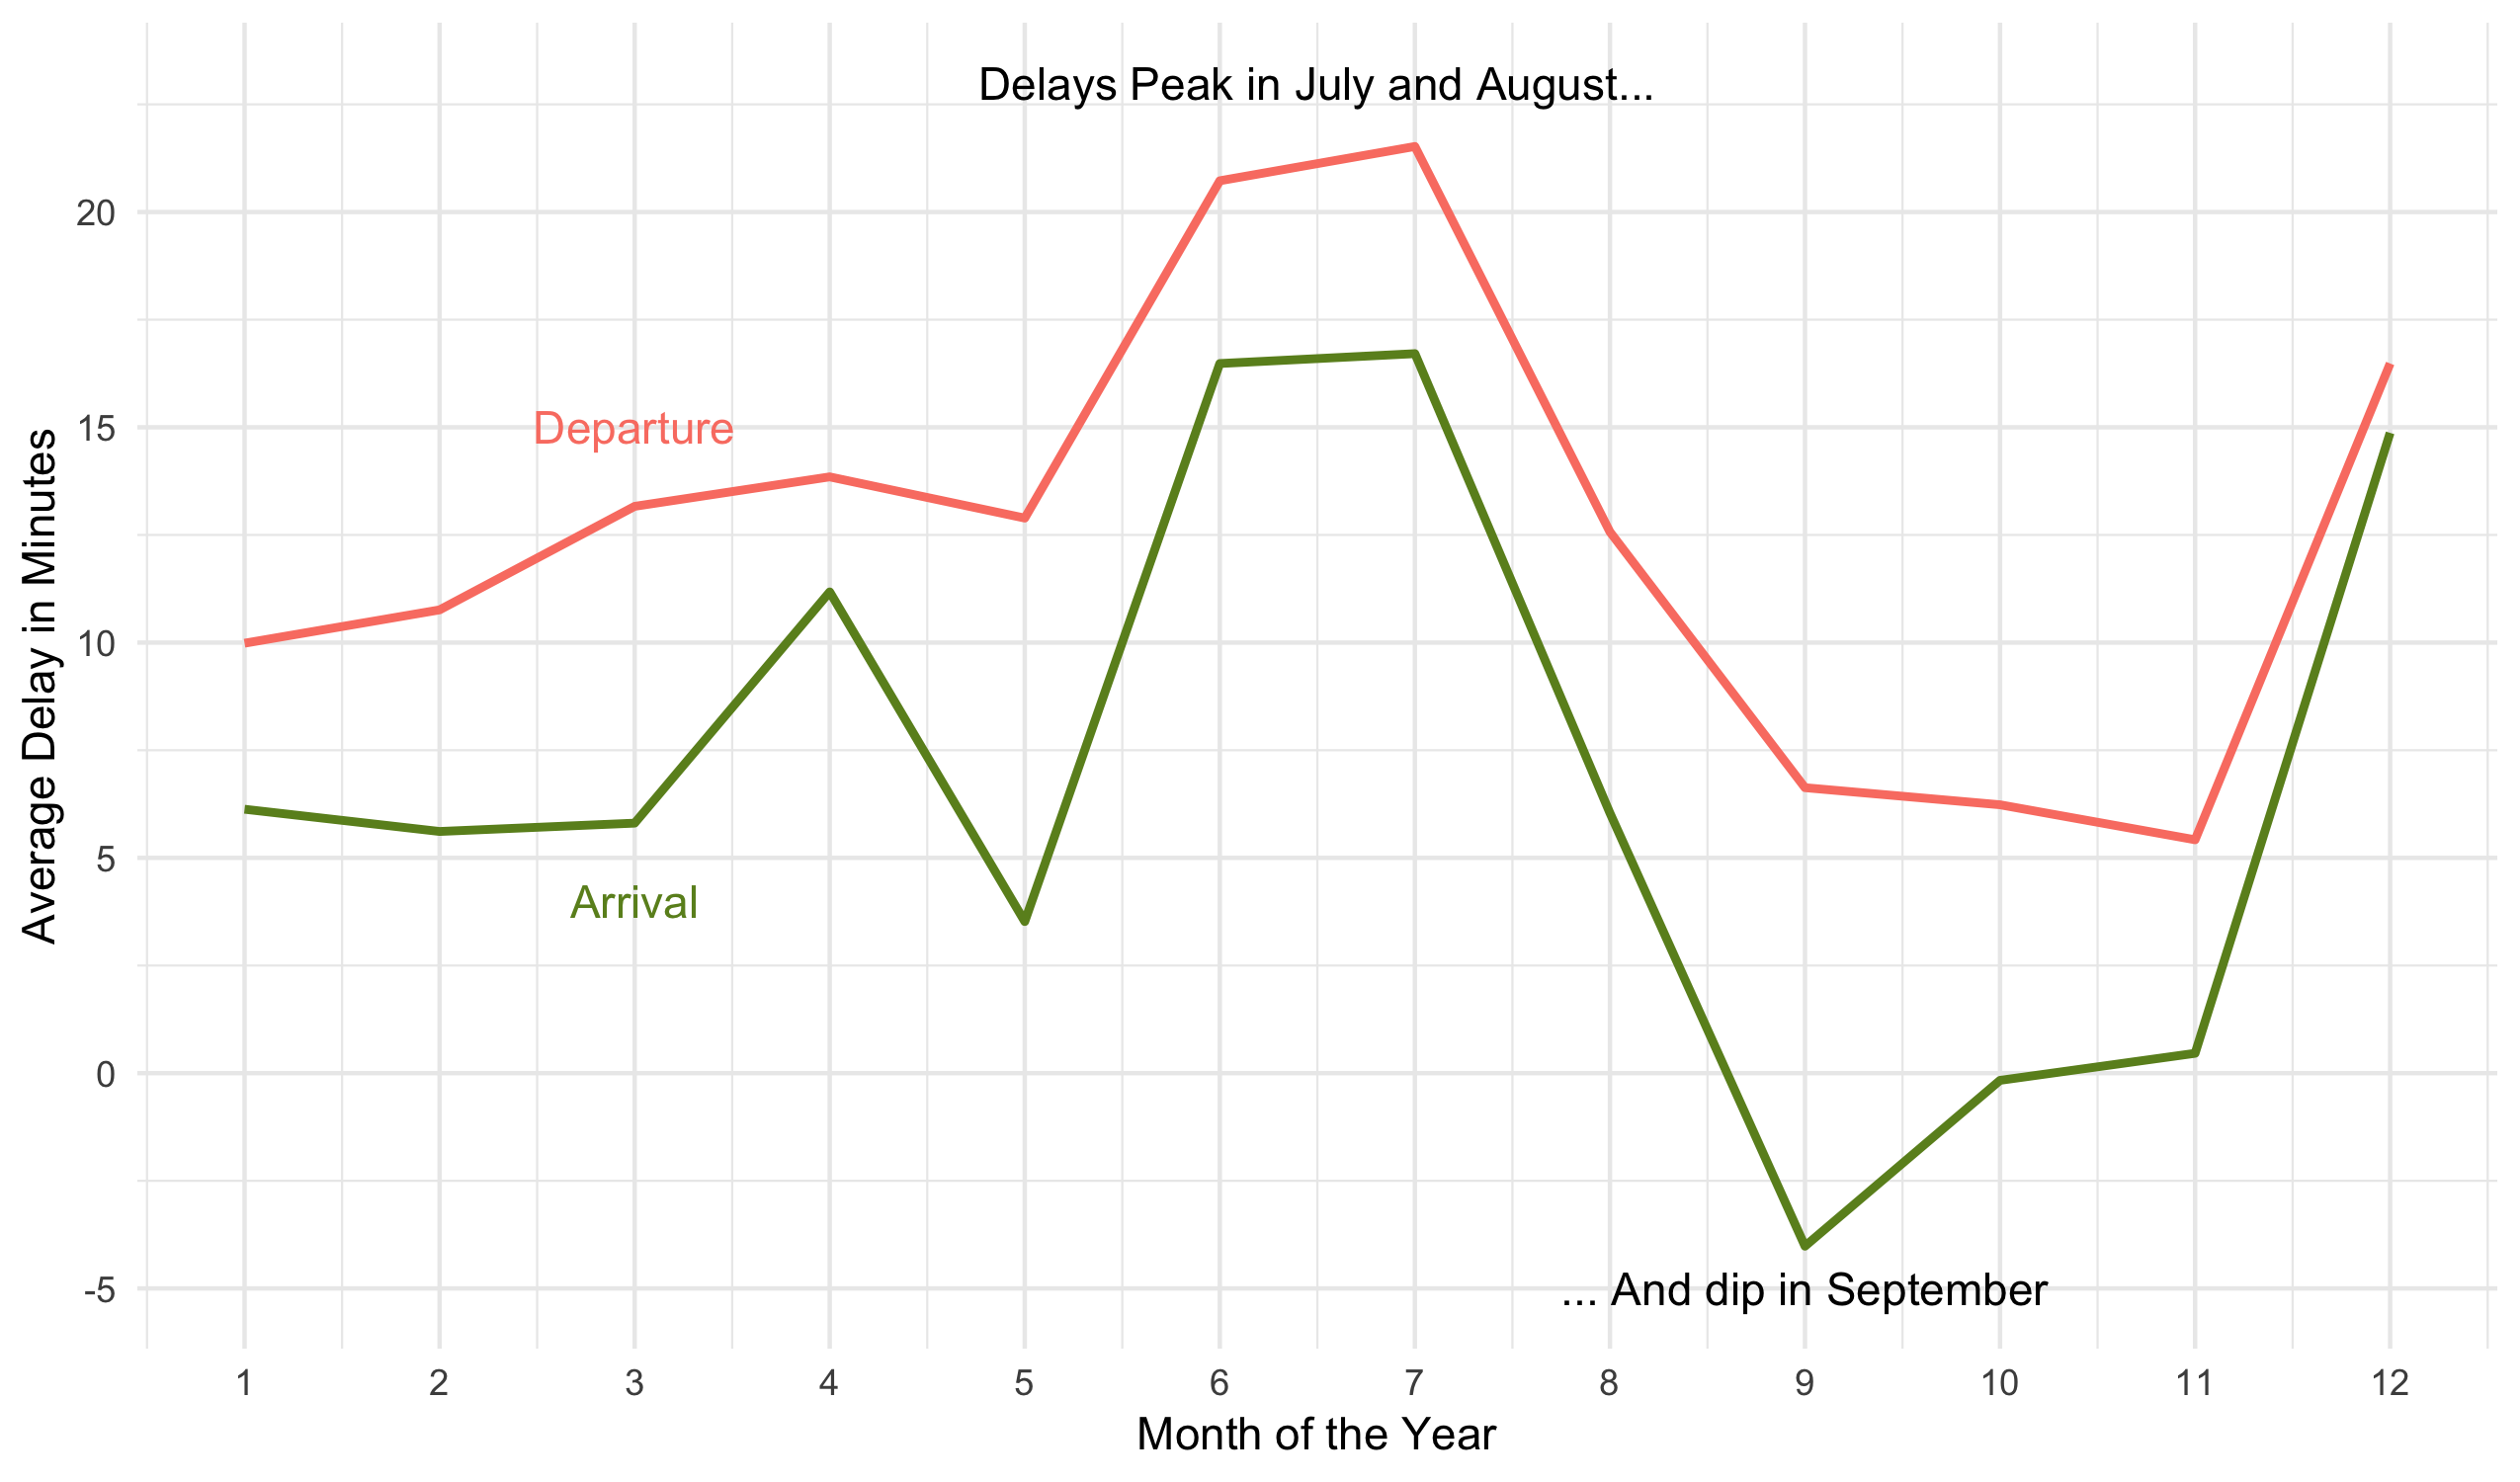 Delays Peak in July and August...
20
Departure
15
10
5
Arrival
0
... And dip in September
-5
Average Delay in Minutes
1 2 3 4 5 6 7 8 9 10 11 12
Month of the Year